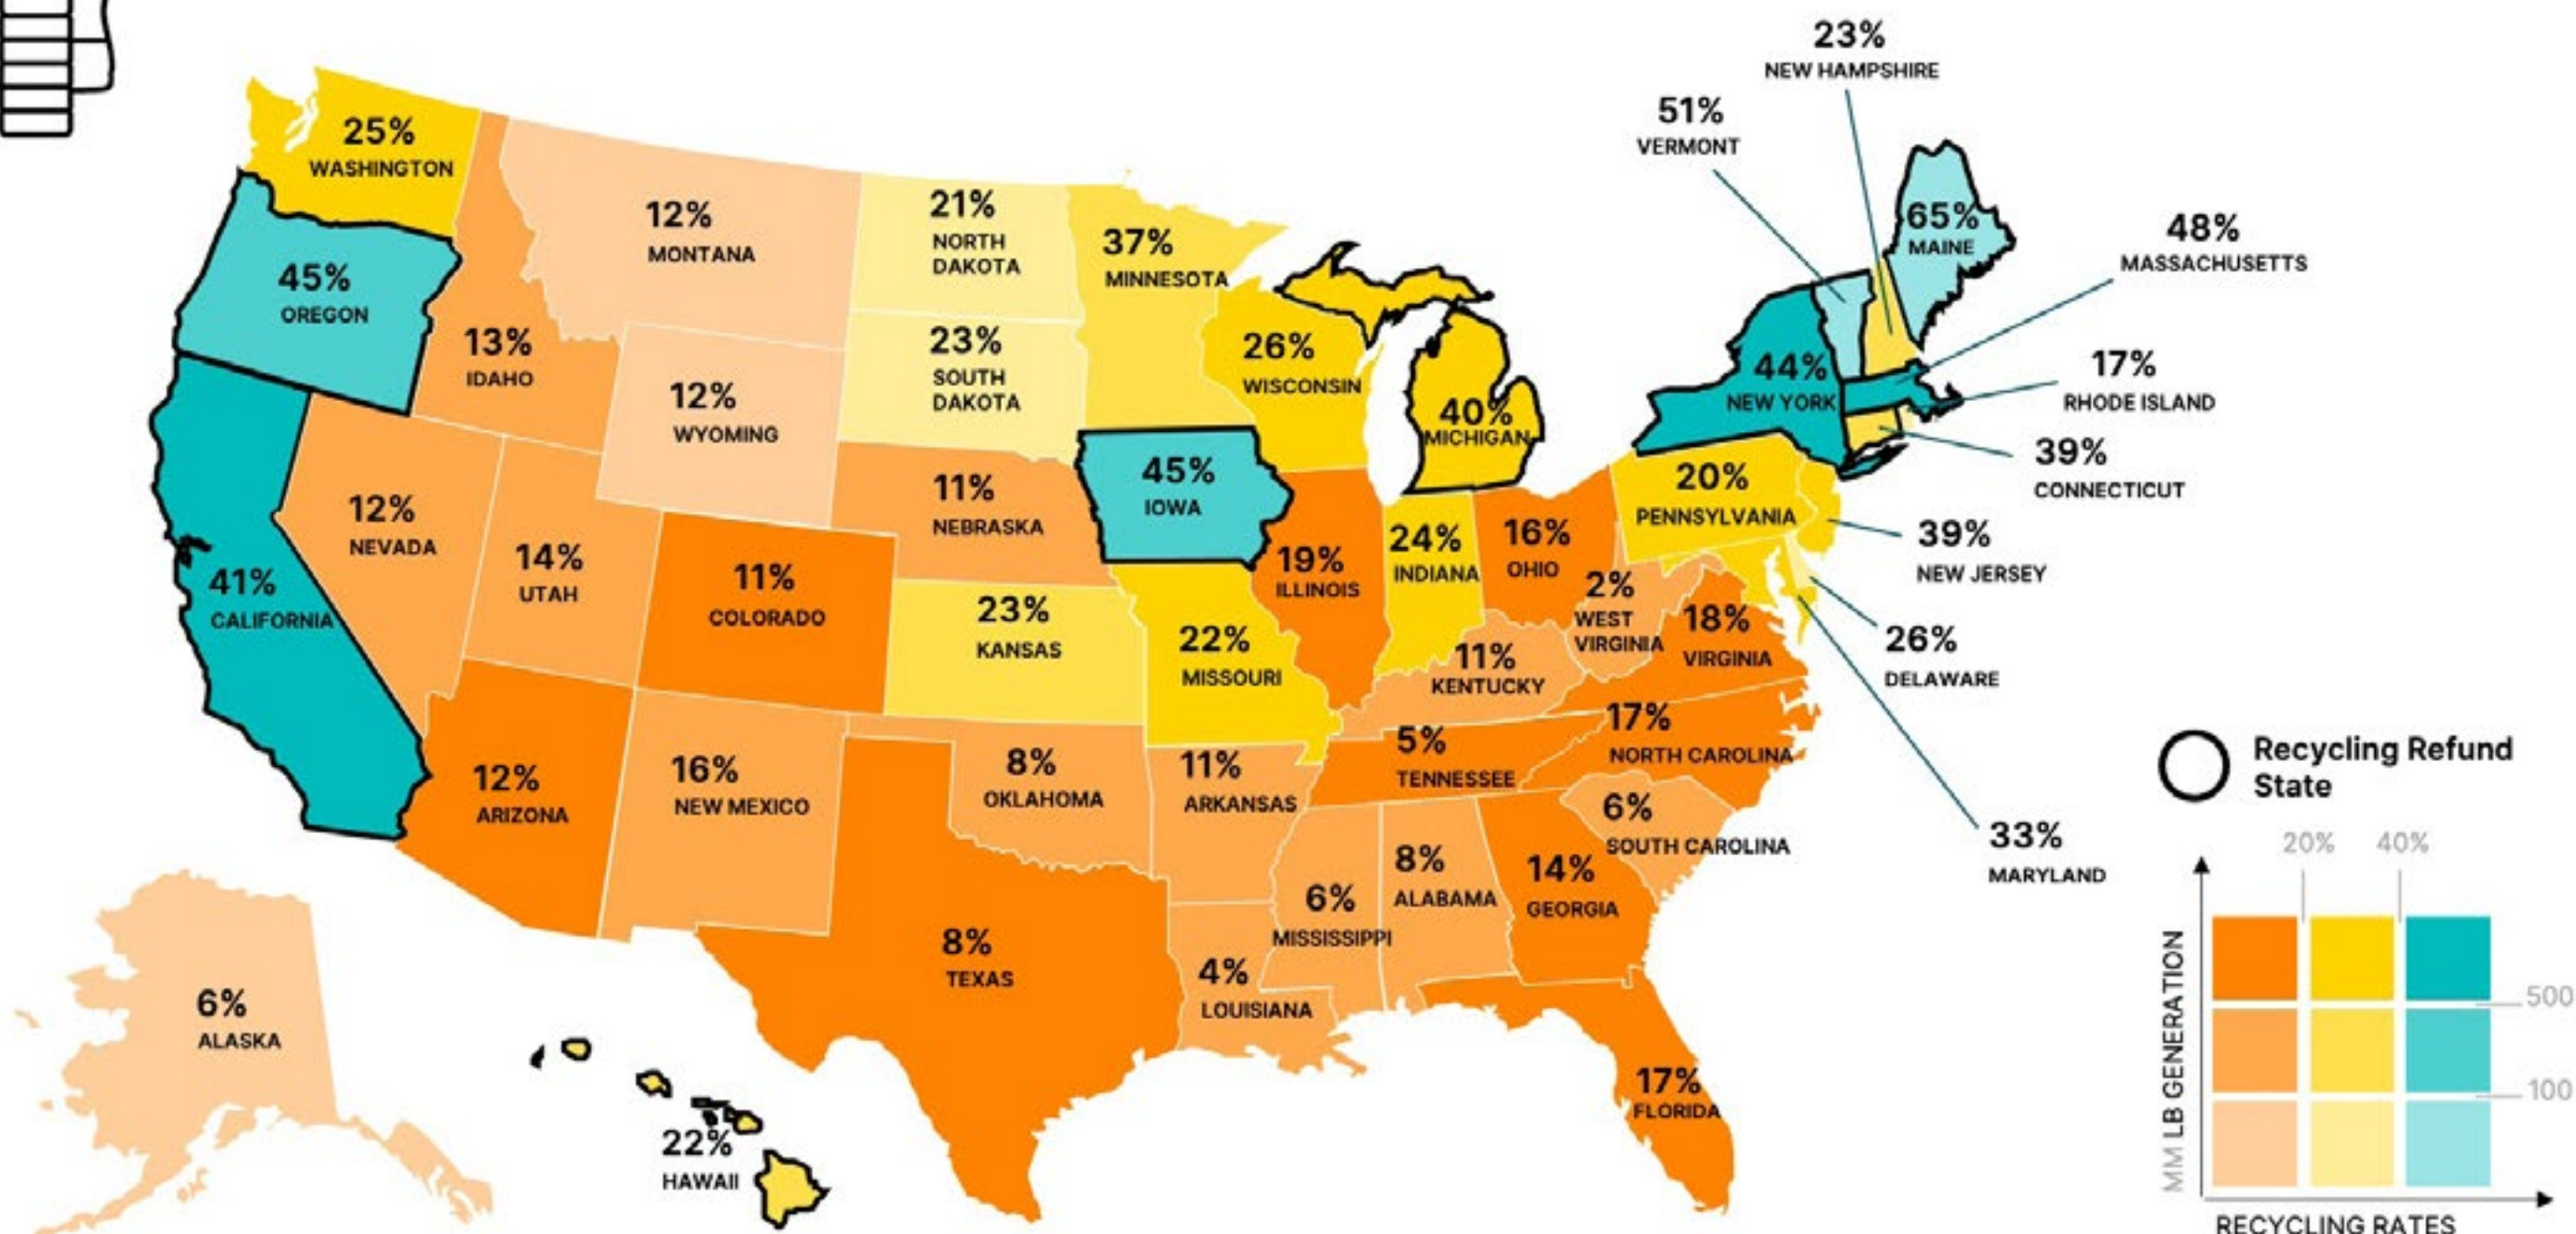 23%
NEW HAMPSHIRE
51%
VERMONT
25%
WASHINGTON
12%
MONTANA
21%
NORTH
DAKOTA
37%
MINNESOTA
65%
MAINE
48%
MASSACHUSETTS
45%
OREGON
13%
IDAHO
23%
SOUTH
DAKOTA
26%
WISCONSIN
40%
MICHIGAN
44%
NEW YORK
17%
RHODE ISLAND
12%
WYOMING
39%
CONNECTICUT
45%
IOWA
20%
PENNSYLVANIA
12%
NEVADA
11%
NEBRASKA
39%
NEW JERSEY
14%
UTAH
11%
COLORADO
19%
ILLINOIS
24%
INDIANA
16%
OHIO
2%
WEST
VIRGINIA
18%
VIRGINIA
26%
DELAWARE
41%
CALIFORNIA
23%
KANSAS
22%
MISSOURI
11%
KENTUCKY
12%
ARIZONA
16%
NEW MEXICO
8%
OKLAHOMA
11%
ARKANSAS
5%
TENNESSEE
17%
NORTH CAROLINA
6%
SOUTH CAROLINA
33%
MARYLAND
8%
TEXAS
4%
LOUISIANA
6%
MISSISSIPPI
8%
ALABAMA
14%
GEORGIA
17%
FLORIDA
6%
ALASKA
22%
HAWAII
Recycling Refund
State
20% 40%
500
100
MM LB GENERATION
RECYCLING RATES